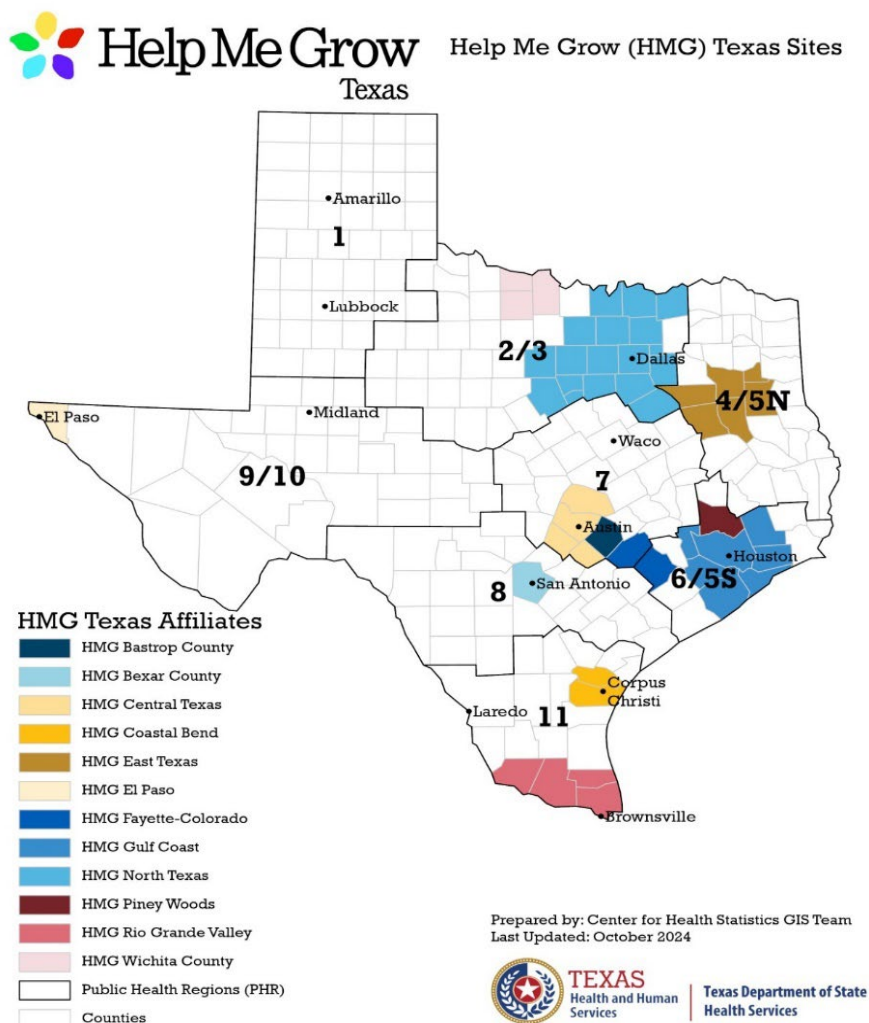 Help Me Grow
Texas
Help Me Grow (HMG) Texas Sites
Amarillo
1
Lubbock
2/3
Dallas
El Paso
Midland
4/5N
Waco
9/10
7
Austin
Houston
6/5S
8
San Antonio
Corpus
Christi
Laredo
11
Brownsville
HMG Texas Affiliates
HMG Bastrop County
HMG Bexar County
HMG Central Texas
HMG Coastal Bend
HMG East Texas
HMG El Paso
HMG Fayette-Colorado
HMG Gulf Coast
HMG North Texas
HMG Piney Woods
HMG Rio Grande Valley
HMG Wichita County
Public Health Regions (PHR)
Counties
Prepared by: Center for Health Statistics GIS Team
Last Updated: October 2024
TEXAS
Health and Human
Services
Texas Department of State
Health Services